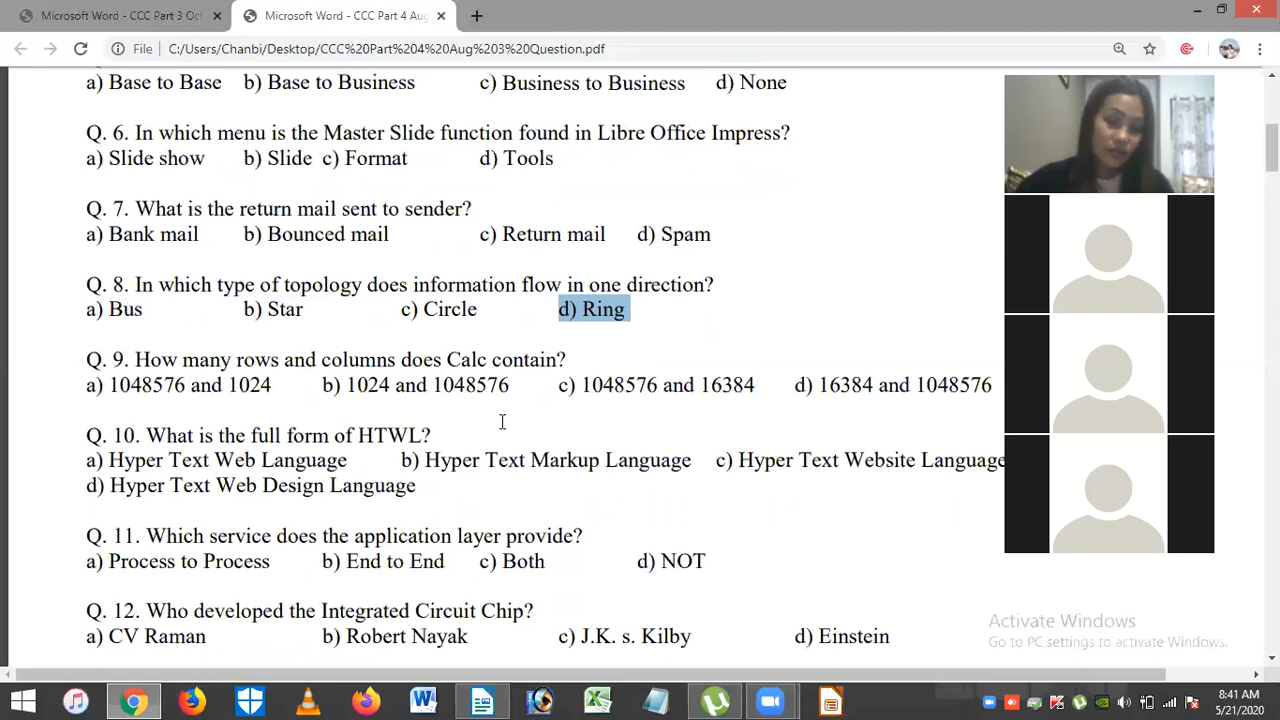 Microsoft Word - CCC Part 3 Oct
Microsoft Word - CCC Part 4 Aug
File
C:/Users/Chanbi/Desktop/CCC%20Part%204%20Aug%203%20Question.pdf
a) Base to Base b) Base to Business c) Business to Business d) None
Q. 6. In which menu is the Master Slide function found in Libre Office Impress?
a) Slide show b) Slide c) Format d) Tools
Q. 7. What is the return mail sent to sender?
a) Bank mail b) Bounced mail c) Return mail d) Spam
Q. 8. In which type of topology does information flow in one direction?
a) Bus b) Star c) Circle d) Ring
Q. 9. How many rows and columns does Calc contain?
a) 1048576 and 1024 b) 1024 and 1048576 c) 1048576 and 16384 d) 16384 and 1048576
Q. 10. What is the full form of HTWL?
a) Hyper Text Web Language b) Hyper Text Markup Language c) Hyper Text Website Language
d) Hyper Text Web Design Language
Q. 11. Which service does the application layer provide?
a) Process to Process b) End to End c) Both d) NOT
Q. 12. Who developed the Integrated Circuit Chip?
a) CV Raman b) Robert Nayak c) J.K. s. Kilby d) Einstein
Activate Windows
Go to PC settings to activate Windows.
8:41 AM
5/21/2020